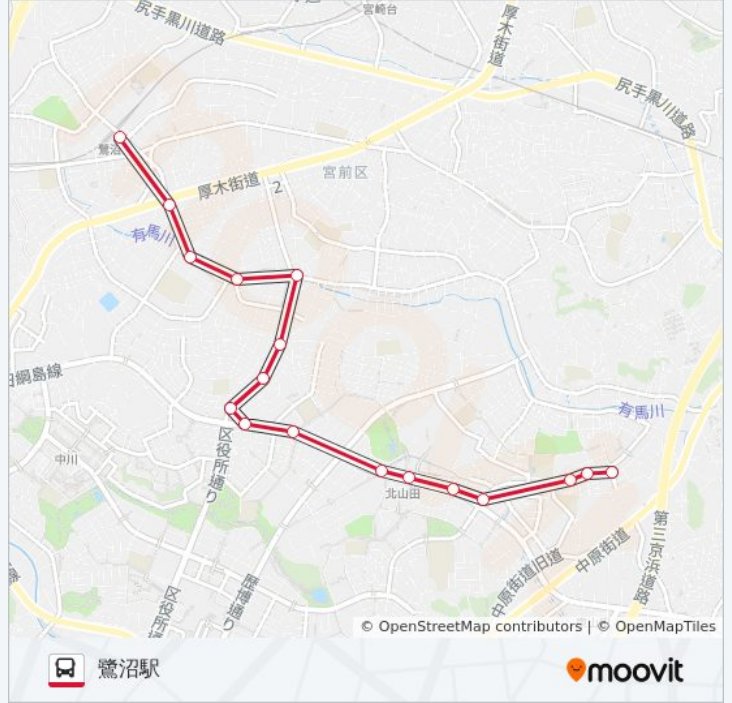 宮崎台
尻手黒川道路
厚木街道
尻手黒川道路
鷺沼
宮前区
厚木街道
2
有馬川
田綱島線
有馬川
区役所通り
中川
北山田
第三京浜道路
中原街道
中原街道旧道
歴博通り
区役所通り
© OpenStreetMap contributors | © OpenMapTiles
鷺沼駅
moovit